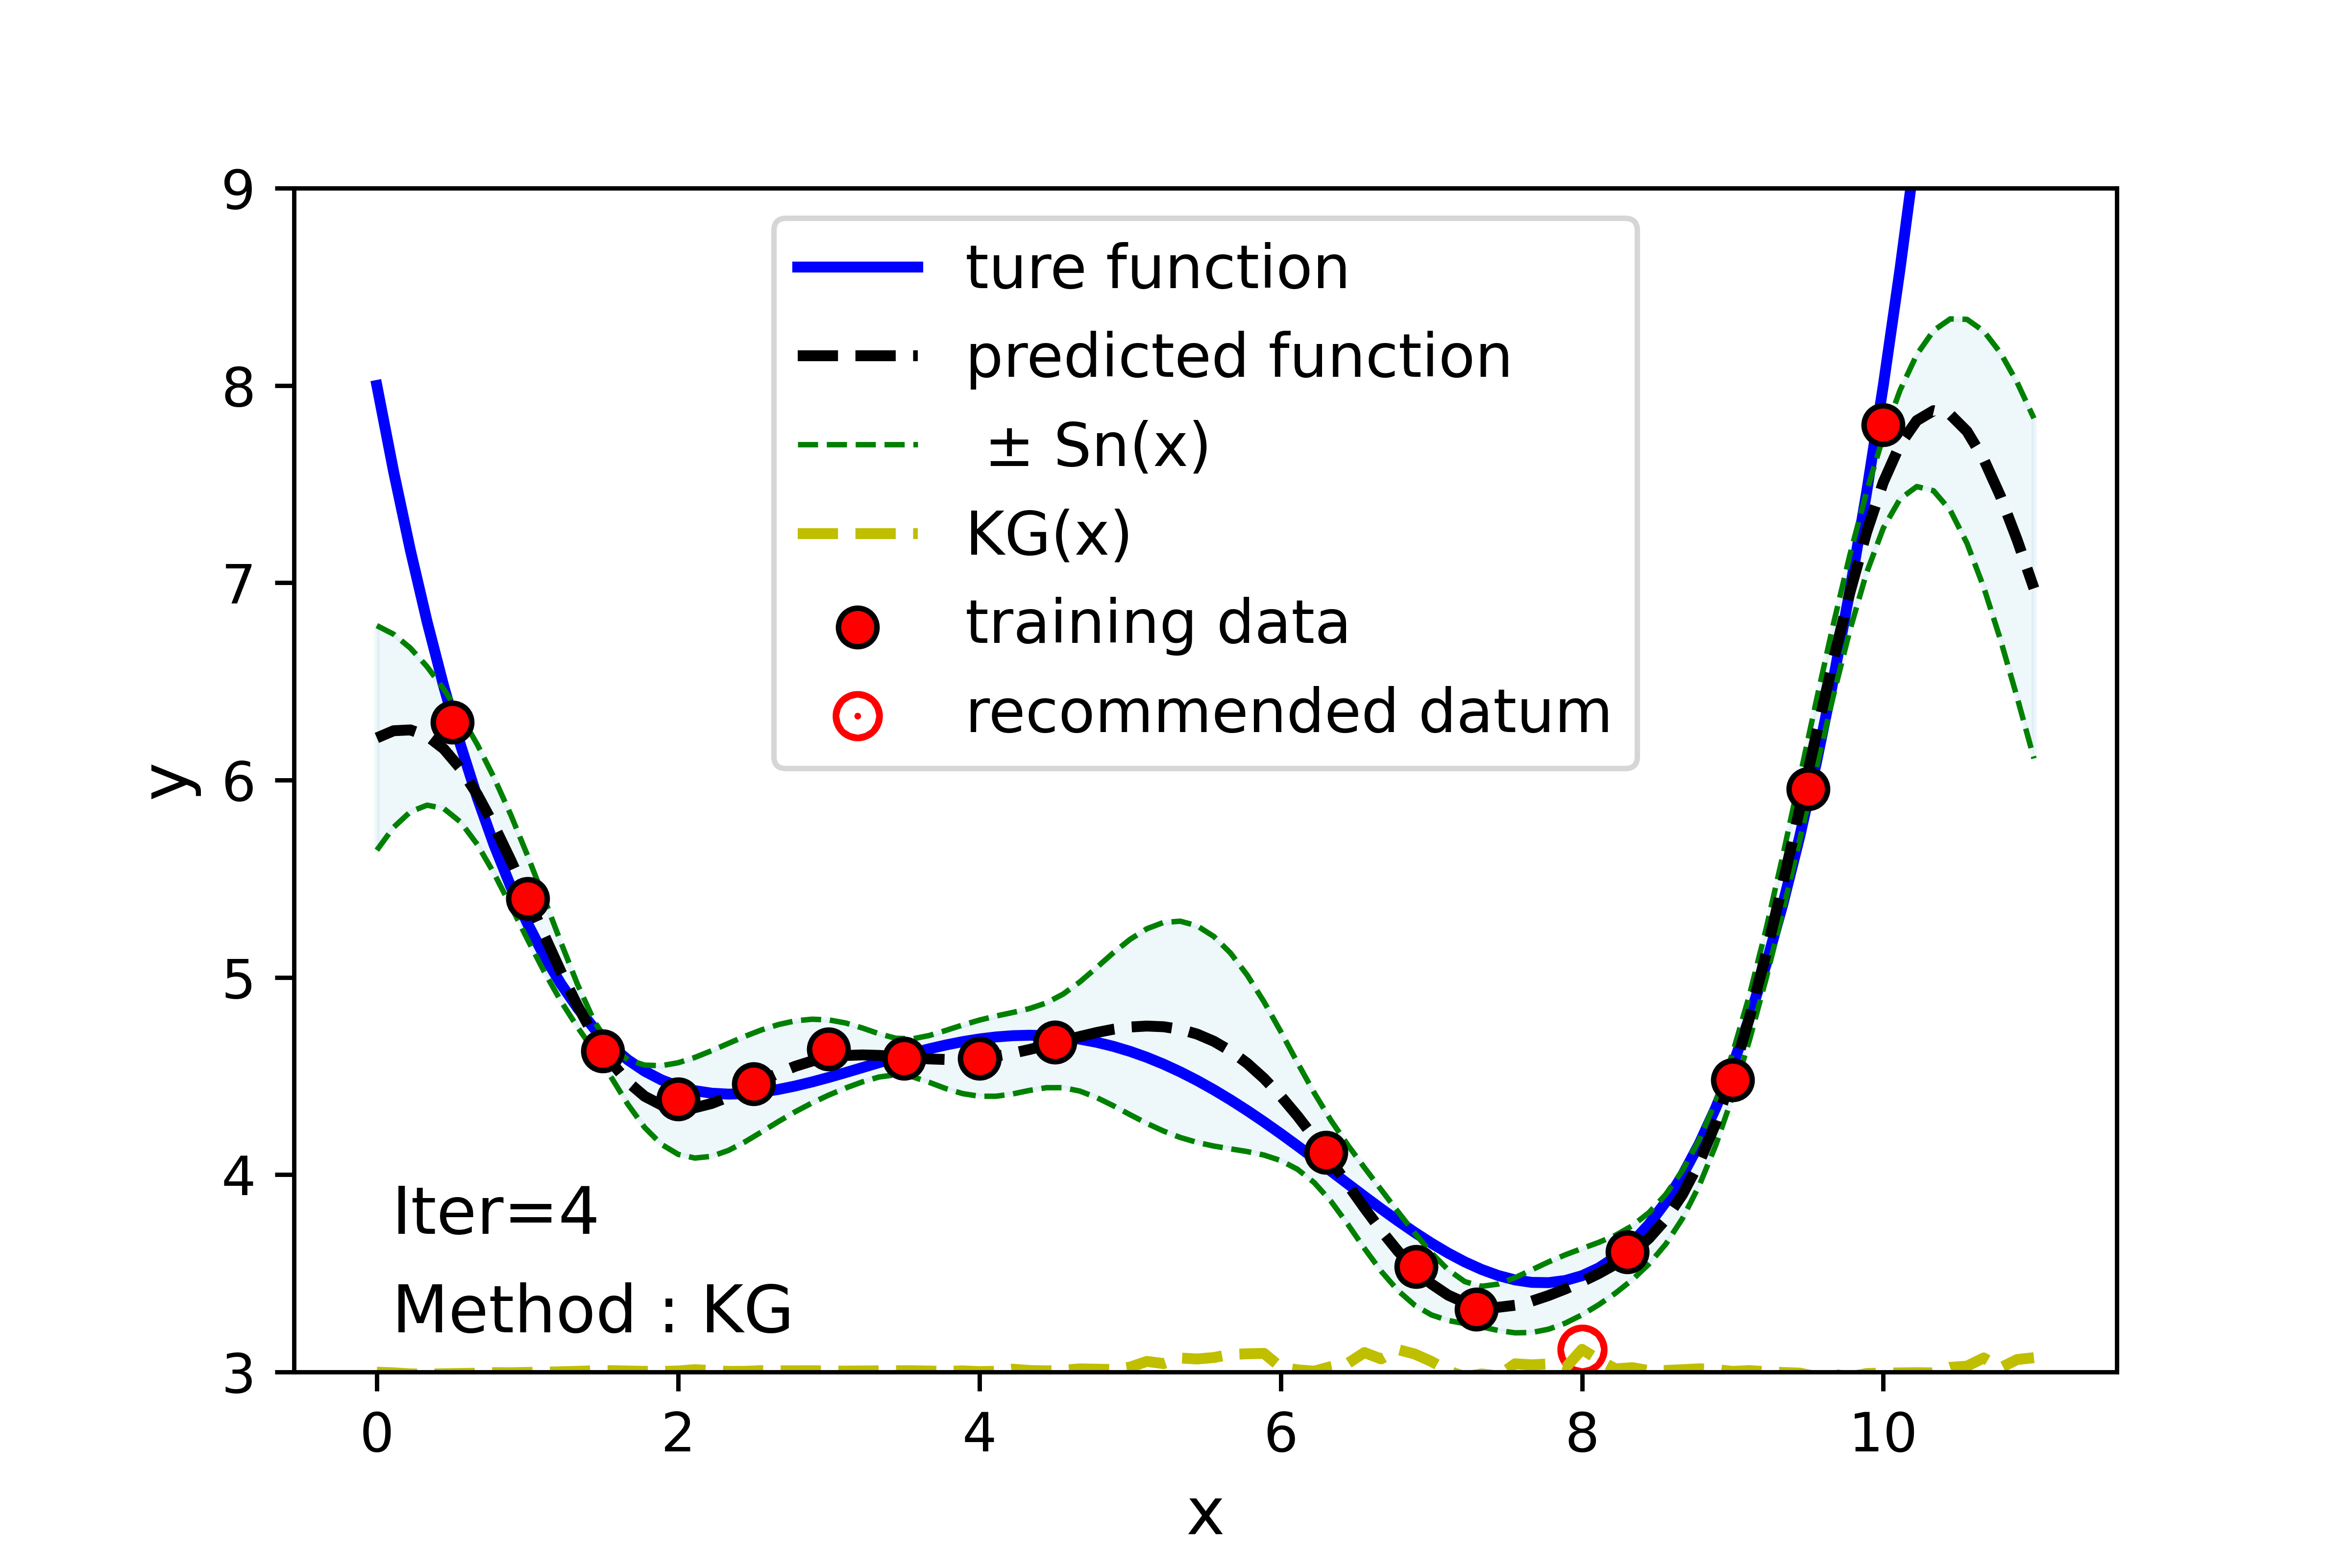 9
8
7
6
5
4
3
y
ture function
predicted function
± Sn(x)
KG(x)
training data
recommended datum
Iter=4
Method : KG
0 2 4 6 8 10
x